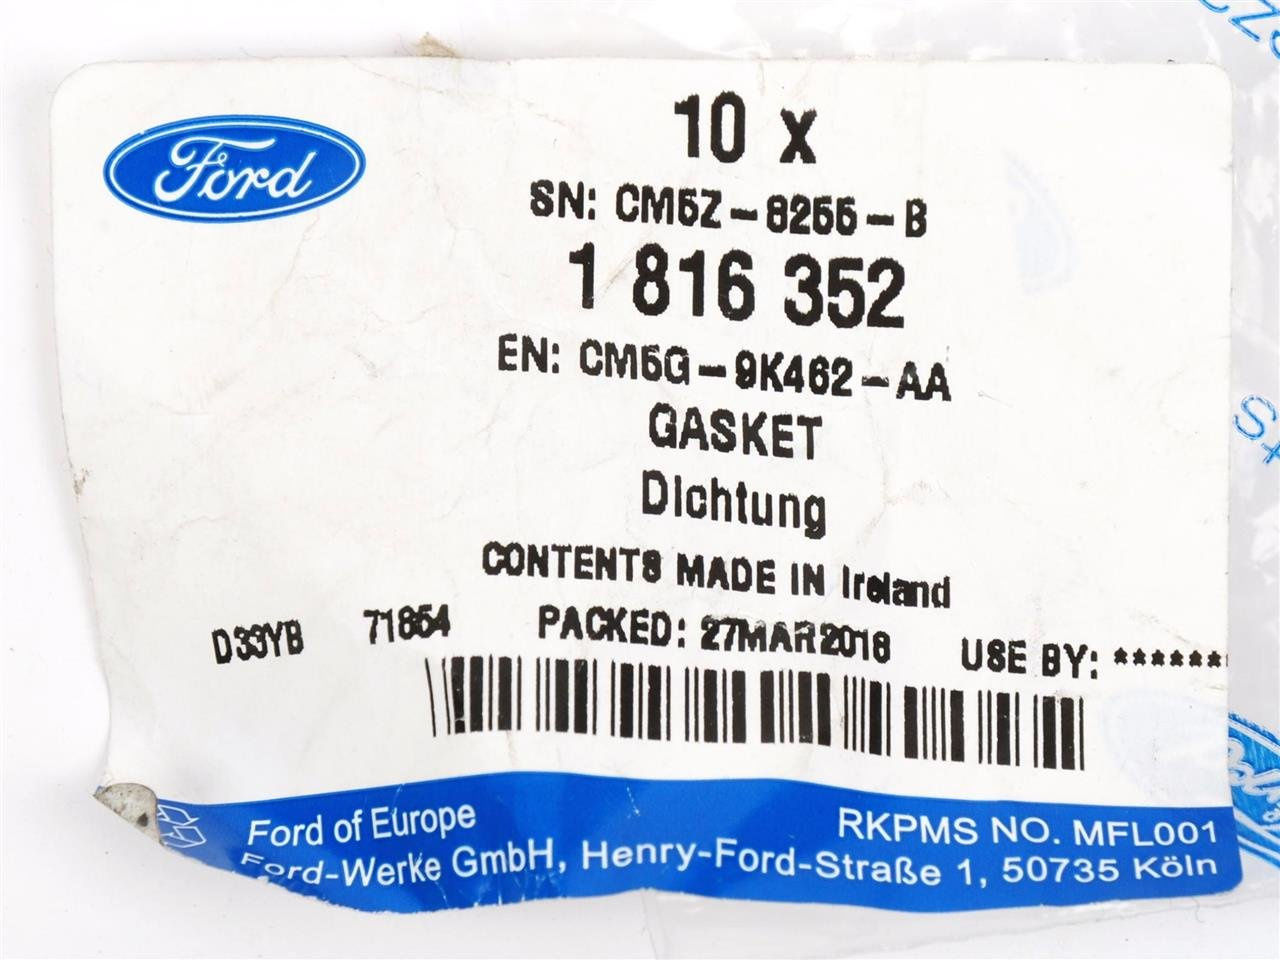 Ford
10 x
SN: CM5Z-8255-B
1 816 352
EN: CM5G-9K462-AA
GASKET
Dichtung
CONTENTS MADE IN Ireland
D33YB 71854 PACKED: 27MAR2018 USE BY: *******
Ford of Europe RKPMS NO. MFL001
Ford-Werke GmbH, Henry-Ford-Straße 1, 50735 Köln